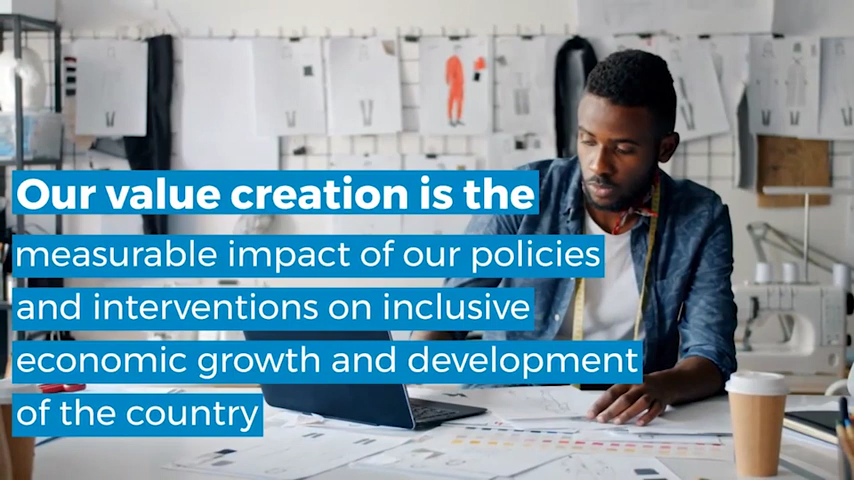 Our value creation is the
measurable impact of our policies
and interventions on inclusive
economic growth and development
of the country